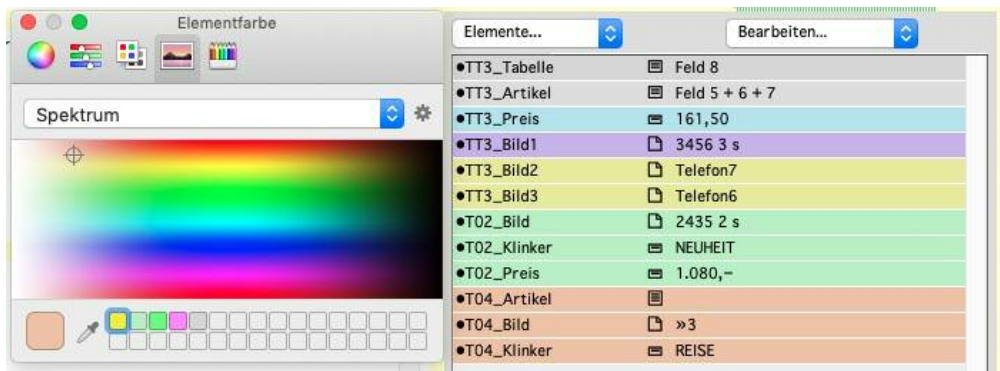 Elementfarbe
Spektrum
Elemente...
Bearbeiten...
•TT3_Tabelle Feld 8
•TT3_Artikel Feld 5 + 6 + 7
•TT3_Preis 161,50
•TT3_Bild1 3456 3 s
•TT3_Bild2 Telefon7
•TT3_Bild3 Telefon6
•T02_Bild 2435 2 s
•T02_Klinker NEUHEIT
•T02_Preis 1.080,–
•T04_Artikel
•T04_Bild »3
•T04_Klinker REISE